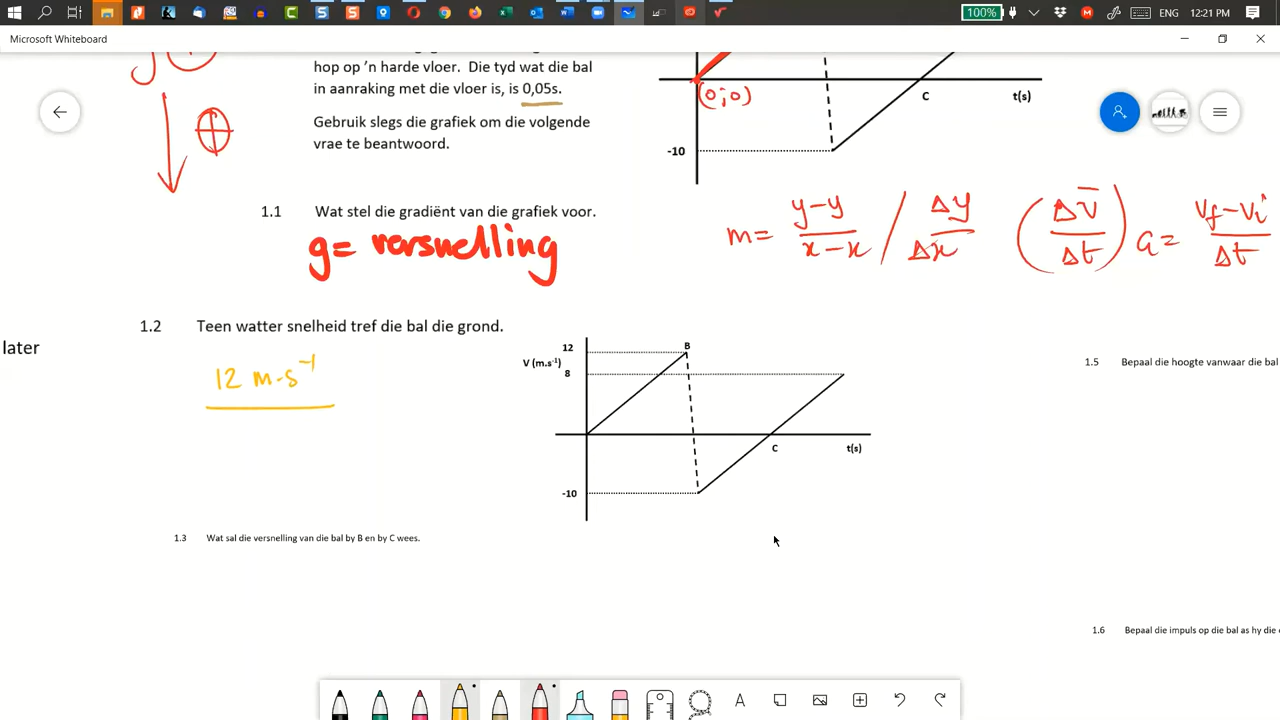 100%
ENG 12:21 PM
Microsoft Whiteboard
hop op 'n harde vloer. Die tyd wat die bal
in aanraking met die vloer is, is 0,05s.
Gebruik slegs die grafiek om die volgende
vrae te beantwoord.
(0;0)
C
t(s)
-10
1.1 Wat stel die gradiënt van die grafiek voor.
g= versnelling
m= y-y / x-x / Δy / Δx (Δv̄ / Δt) a= vf-vi / Δt
1.2 Teen watter snelheid tref die bal die grond.
later
12 m.s⁻¹
12
B
V (m.s⁻¹)
8
C
t(s)
-10
1.5 Bepaal die hoogte vanwaar die bal
1.3 Wat sal die versnelling van die bal by B en by C wees.
1.6 Bepaal die impuls op die bal as hy die
A